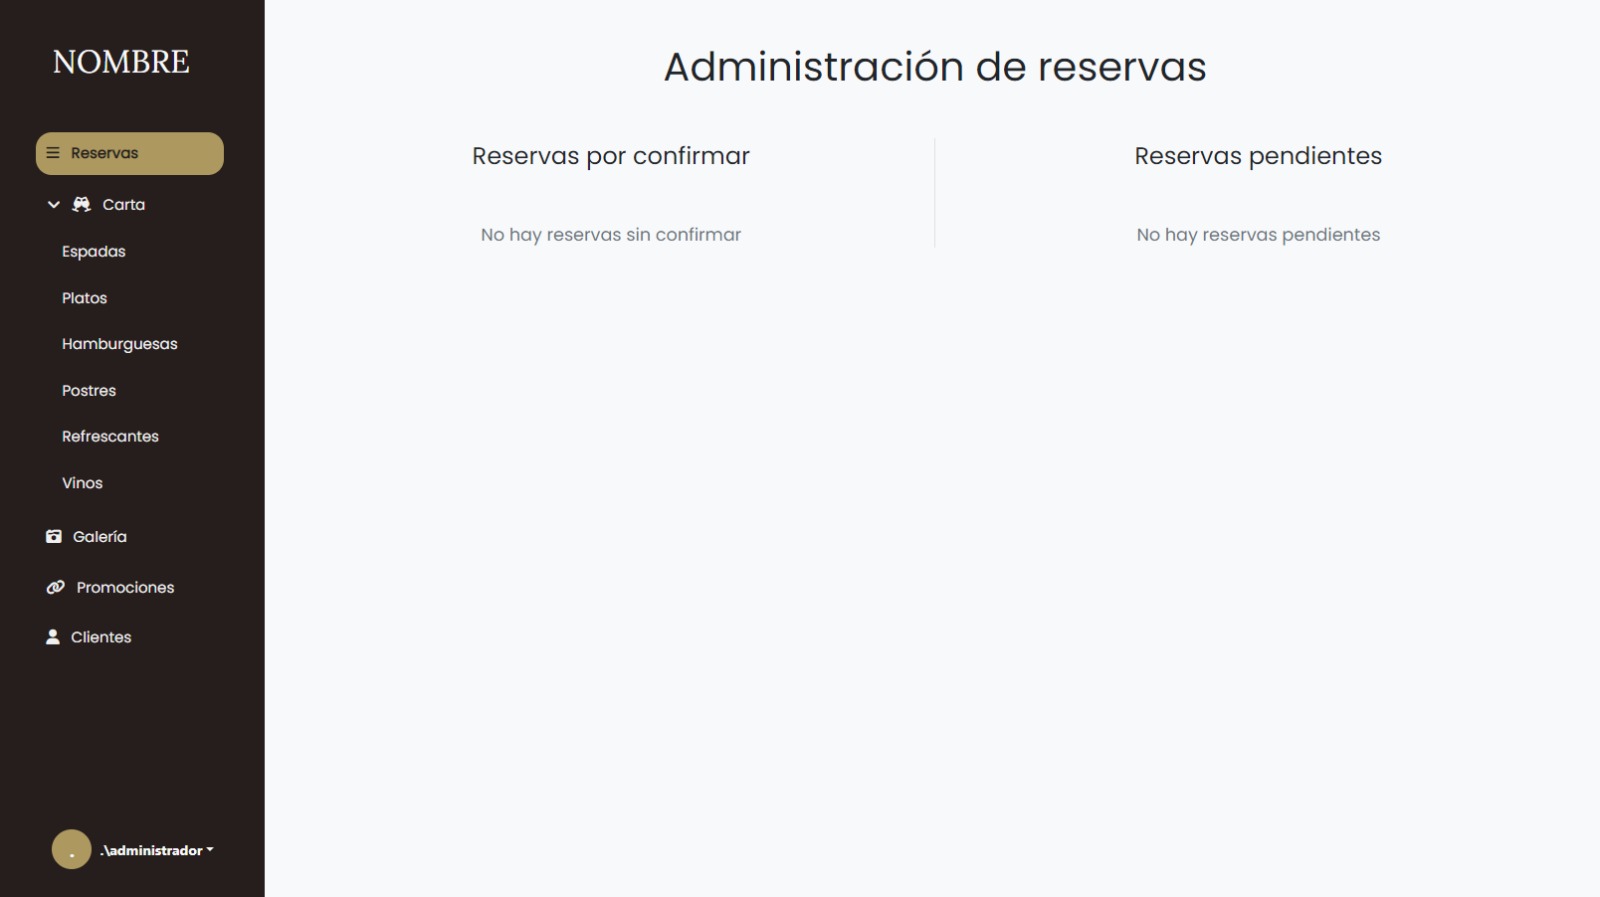 NOMBRE
Reservas
Carta
Espadas
Platos
Hamburguesas
Postres
Refrescantes
Vinos
Galería
Promociones
Clientes
.
.\administrador
Administración de reservas
Reservas por confirmar
No hay reservas sin confirmar
Reservas pendientes
No hay reservas pendientes